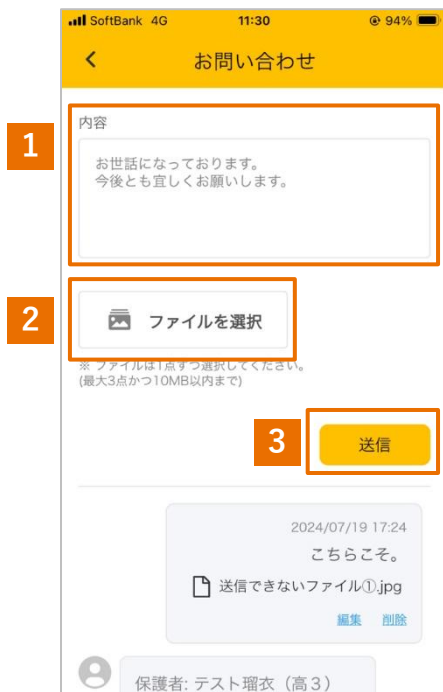 SoftBank 4G 11:30 94%
お問い合わせ
1
内容
お世話になっております。
今後とも宜しくお願いします。
2
ファイルを選択
※ ファイルは1点ずつ選択してください。
(最大3点かつ10MB以内まで)
3
送信
2024/07/19 17:24
こちらこそ。
送信できないファイル①.jpg
編集 削除
保護者: テスト瑠衣（高３）